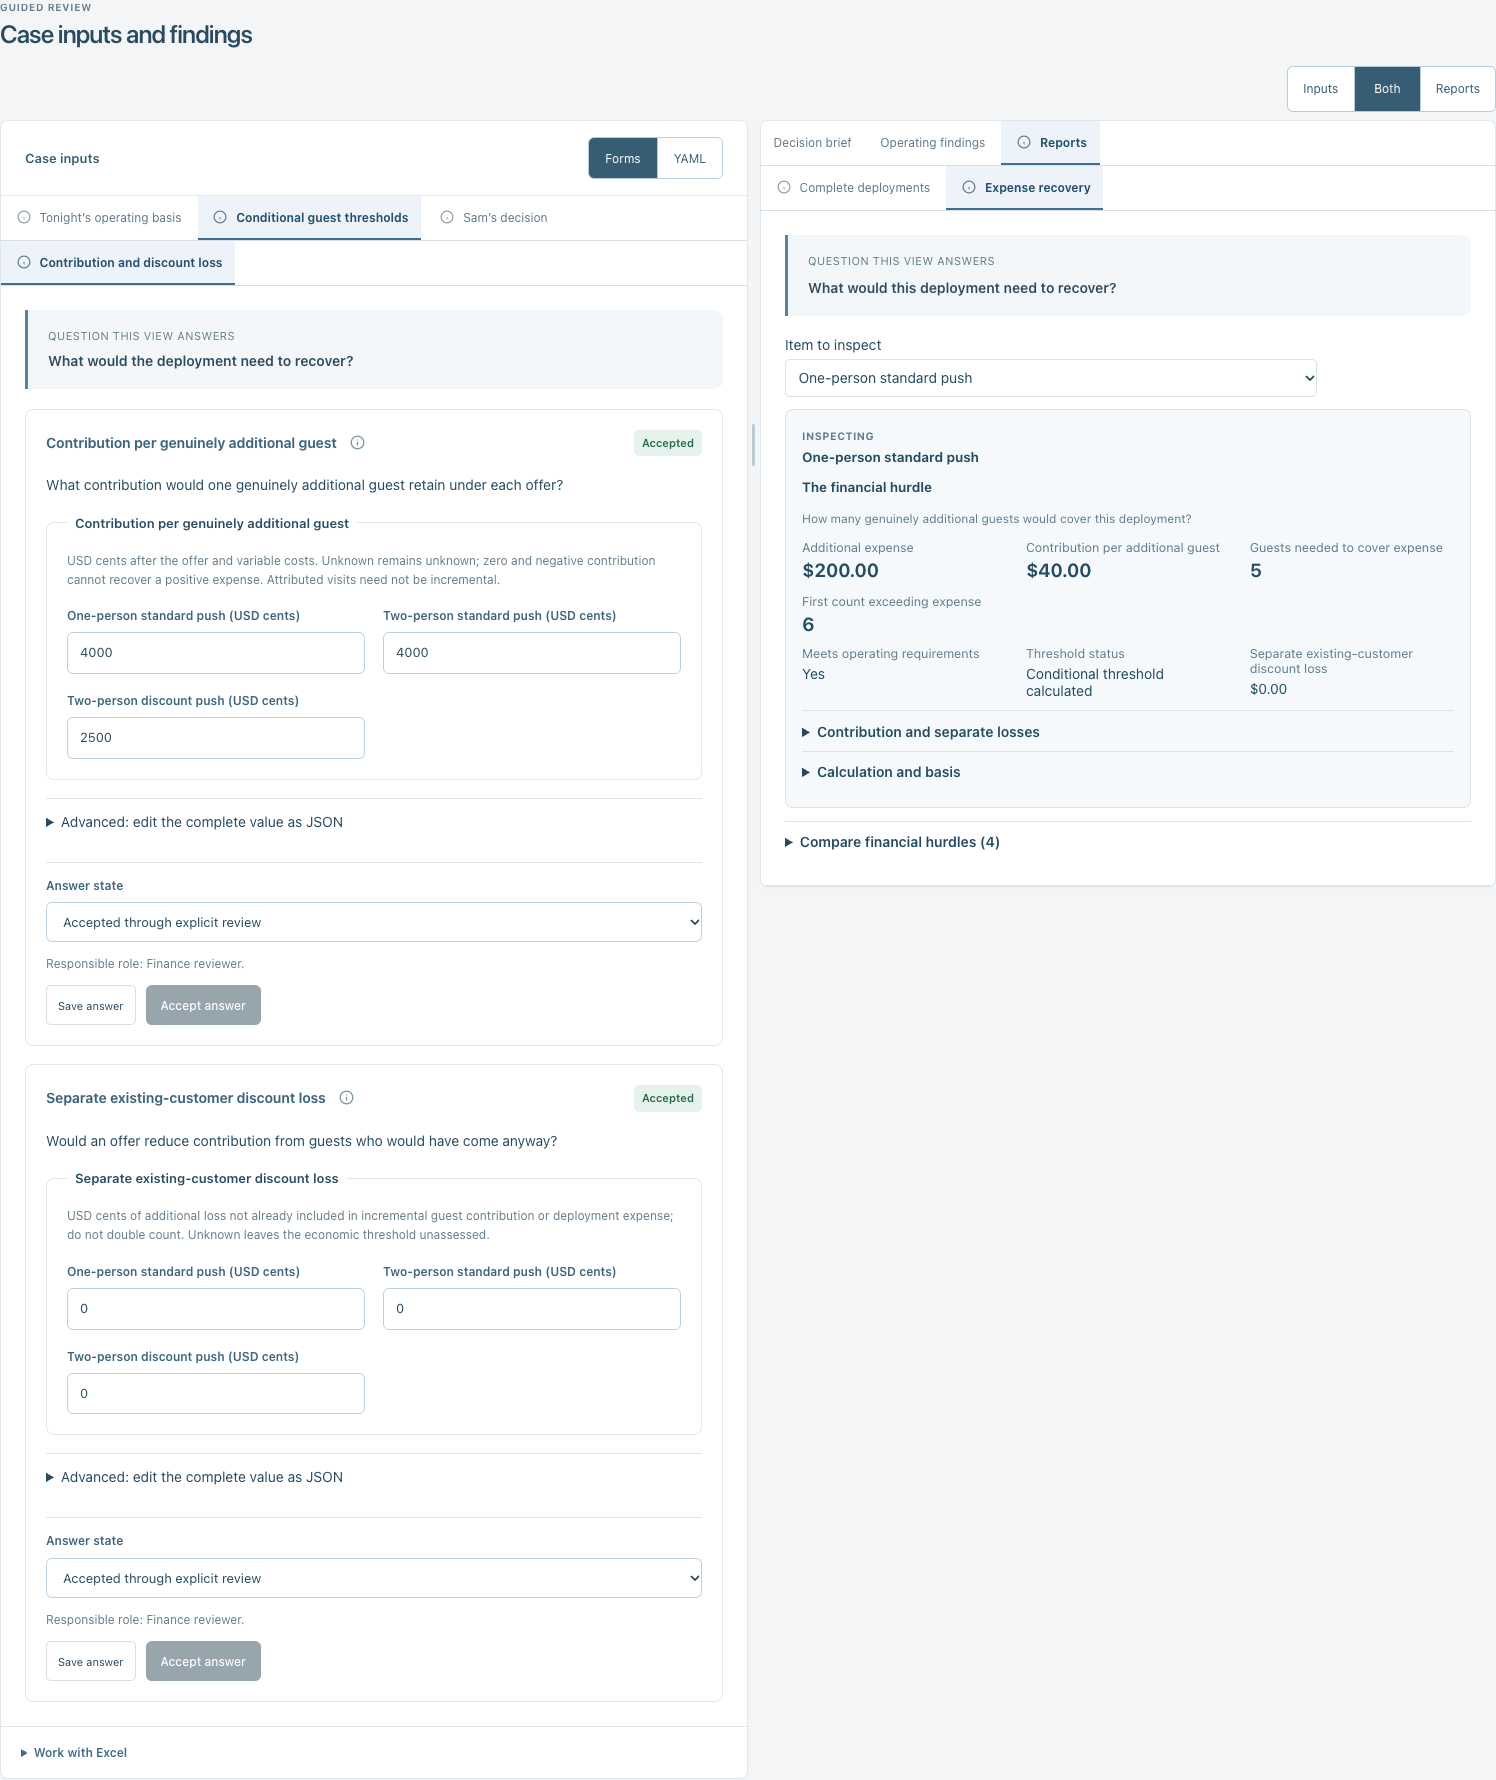 GUIDED REVIEW
Case inputs and findings
Inputs
Both
Reports
Case inputs
Forms
YAML
Tonight's operating basis
Conditional guest thresholds
Sam's decision
Contribution and discount loss
QUESTION THIS VIEW ANSWERS
What would the deployment need to recover?
Contribution per genuinely additional guest
Accepted
What contribution would one genuinely additional guest retain under each offer?
Contribution per genuinely additional guest
USD cents after the offer and variable costs. Unknown remains unknown; zero and negative contribution
cannot recover a positive expense. Attributed visits need not be incremental.
One-person standard push (USD cents)
Two-person standard push (USD cents)
4000
4000
Two-person discount push (USD cents)
2500
Advanced: edit the complete value as JSON
Answer state
Accepted through explicit review
Responsible role: Finance reviewer.
Save answer
Accept answer
Separate existing-customer discount loss
Accepted
Would an offer reduce contribution from guests who would have come anyway?
Separate existing-customer discount loss
USD cents of additional loss not already included in incremental guest contribution or deployment expense;
do not double count. Unknown leaves the economic threshold unassessed.
One-person standard push (USD cents)
Two-person standard push (USD cents)
0
0
Two-person discount push (USD cents)
0
Advanced: edit the complete value as JSON
Answer state
Accepted through explicit review
Responsible role: Finance reviewer.
Save answer
Accept answer
Work with Excel
Decision brief
Operating findings
Reports
Complete deployments
Expense recovery
QUESTION THIS VIEW ANSWERS
What would this deployment need to recover?
Item to inspect
One-person standard push
INSPECTING
One-person standard push
The financial hurdle
How many genuinely additional guests would cover this deployment?
Additional expense
Contribution per additional guest
Guests needed to cover expense
$200.00
$40.00
5
First count exceeding expense
6
Meets operating requirements
Yes
Threshold status
Conditional threshold
calculated
Separate existing-customer
discount loss
$0.00
Contribution and separate losses
Calculation and basis
Compare financial hurdles (4)